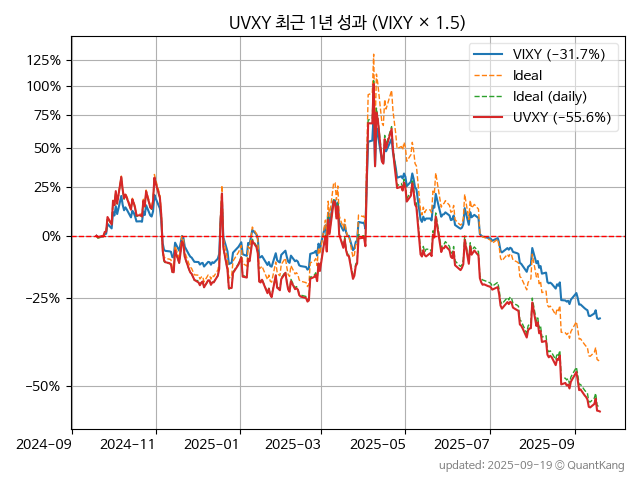 UVXY 최근 1년 성과 (VIXY × 1.5)
VIXY (−31.7%)
Ideal
Ideal (daily)
UVXY (−55.6%)
125%
100%
75%
50%
25%
0%
−25%
−50%
2024-09
2024-11
2025-01
2025-03
2025-05
2025-07
2025-09
updated: 2025-09-19 ⓒ QuantKang